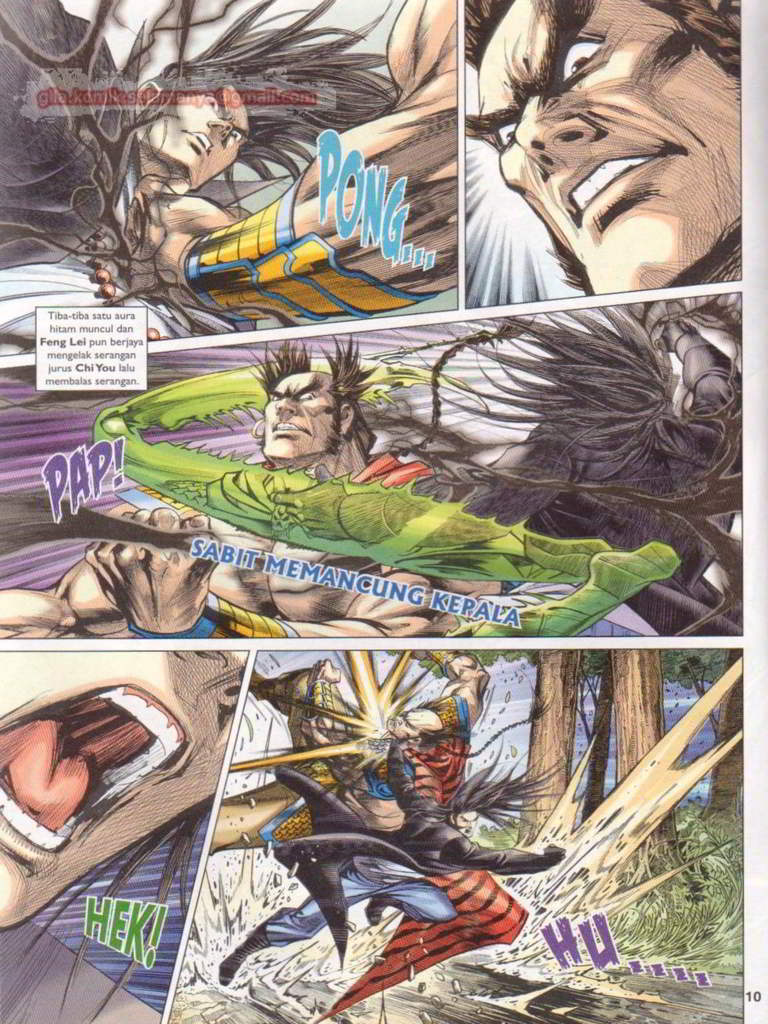 PONG...
Tiba-tiba satu aura
hitam muncul dan
Feng Lei pun berjaya
mengelak serangan
jurus Chi You lalu
membalas serangan.
PAP!
SABIT MEMANCUNG KEPALA
HEK!
HU....
10